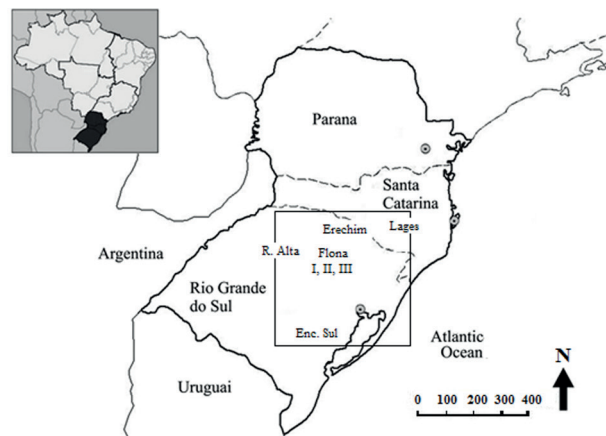 Parana
Santa
Catarina
Erechim
Lages
Argentina
R. Alta
Flona
I, II, III
Rio Grande
do Sul
Enc. Sul
Atlantic
Ocean
N
Uruguai
0 100 200 300 400